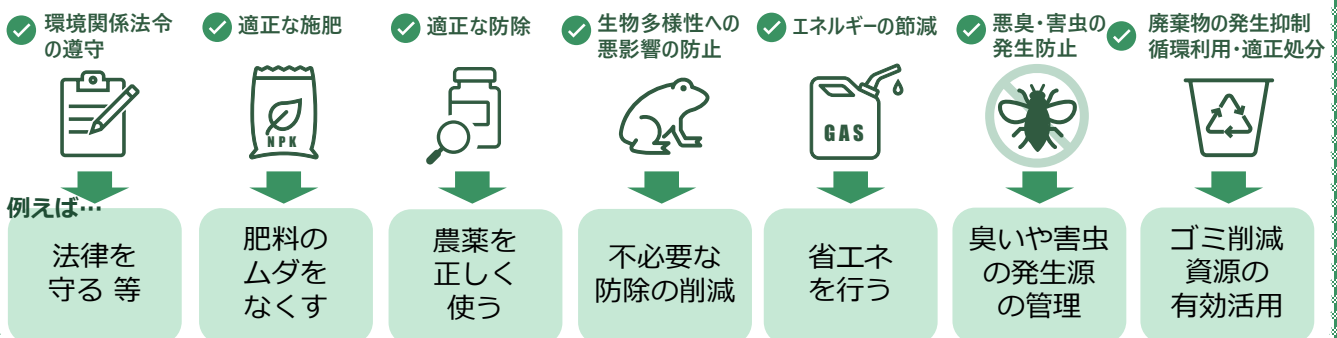 環境関係法令
の遵守
適正な施肥
適正な防除
生物多様性への
悪影響の防止
エネルギーの節減
悪臭・害虫の
発生防止
廃棄物の発生抑制
循環利用・適正処分
NPK
GAS
例えば…
法律を
守る 等
肥料の
ムダを
なくす
農薬を
正しく
使う
不必要な
防除の削減
省エネ
を行う
臭いや害虫
の発生源
の管理
ゴミ削減
資源の
有効活用